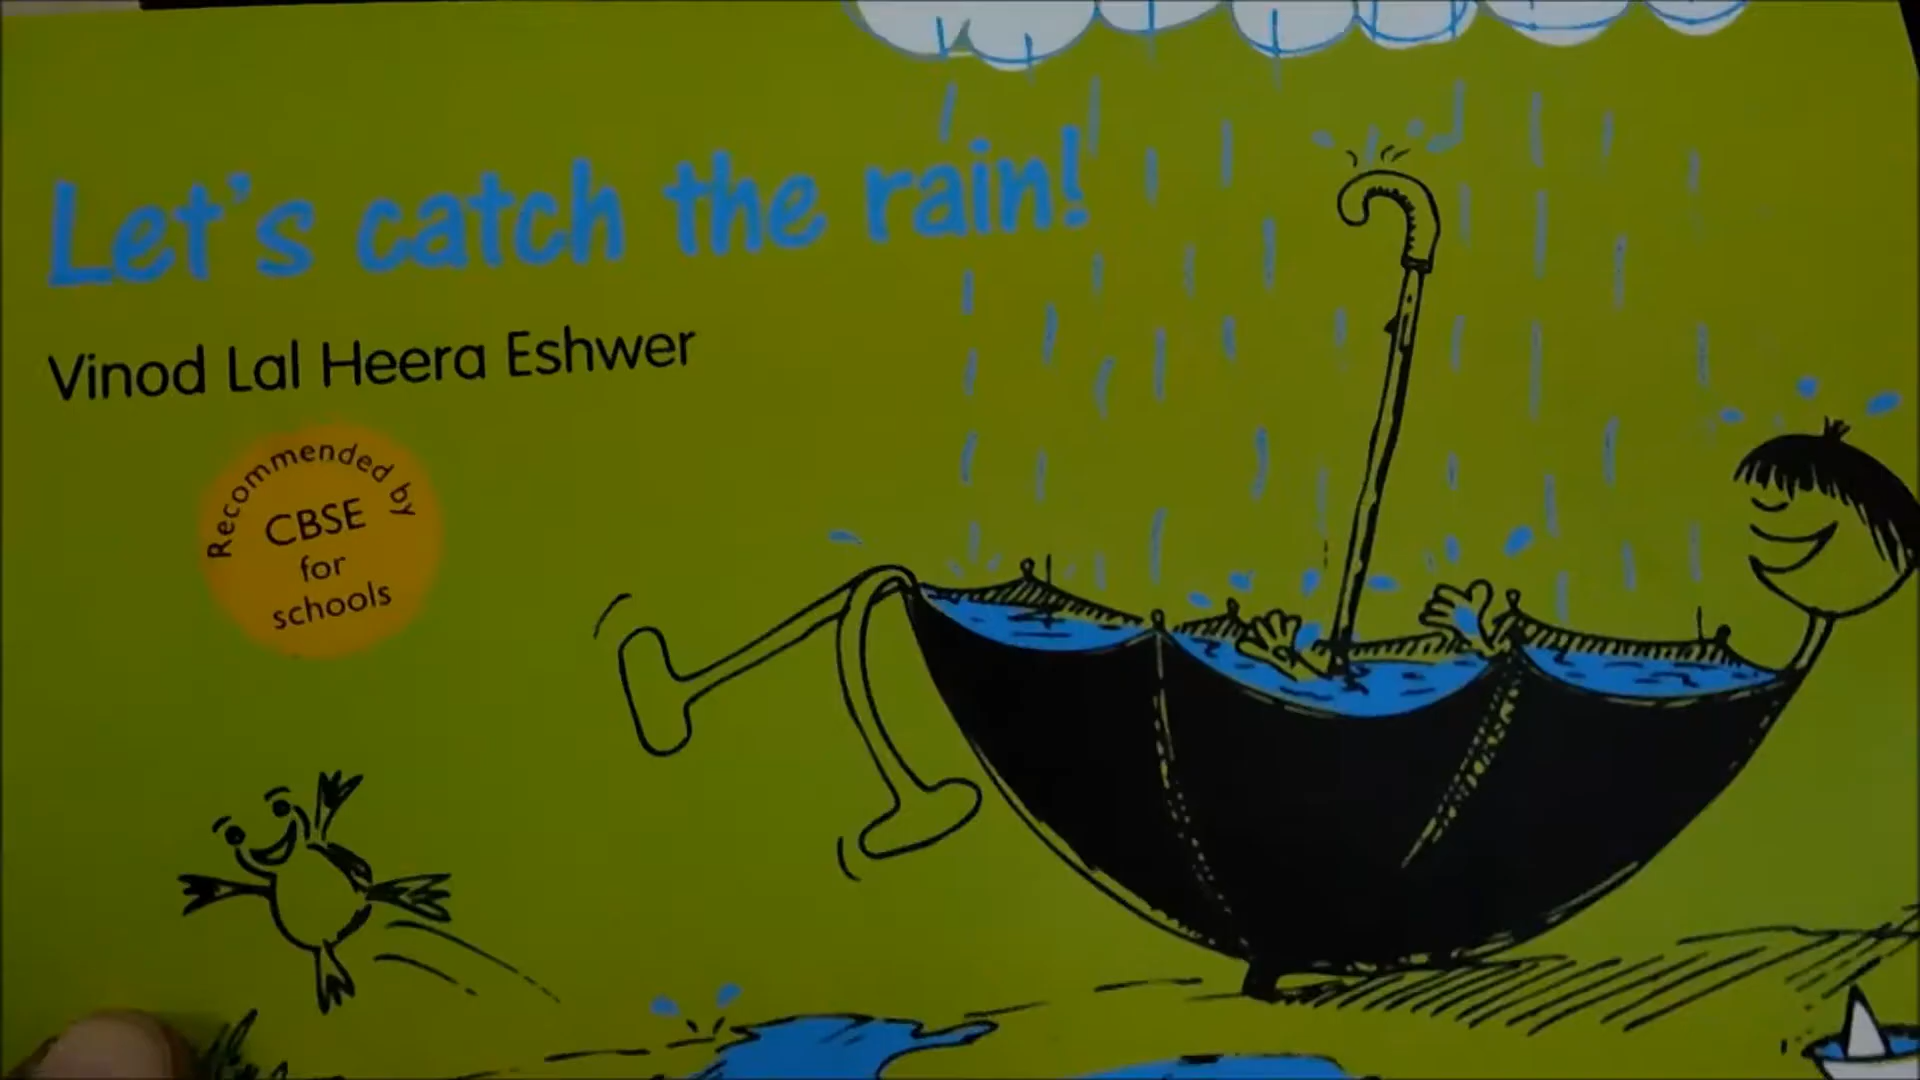 Let's catch the rain!
Vinod Lal Heera Eshwer
Recommended by
CBSE
for
schools